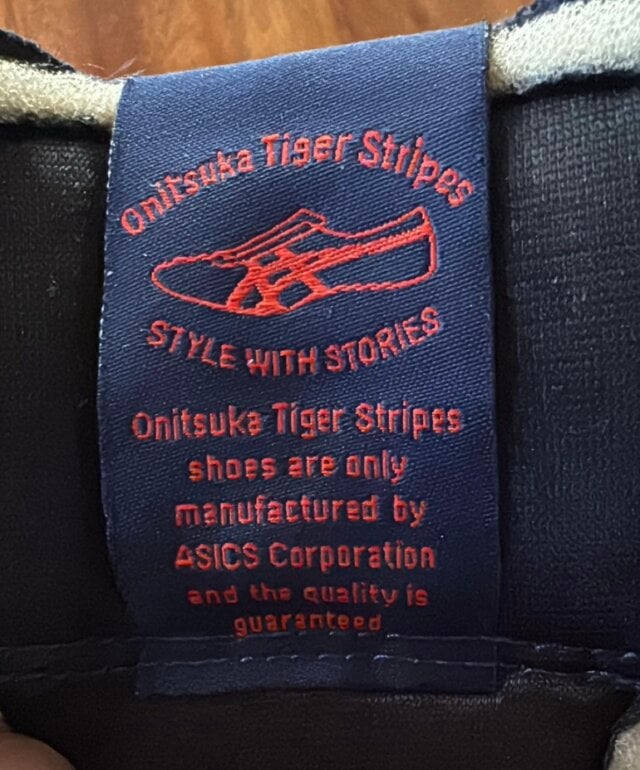 Onitsuka Tiger Stripes
STYLE WITH STORIES
Onitsuka Tiger Stripes
shoes are only
manufactured by
ASICS Corporation
and the quality is
guaranteed